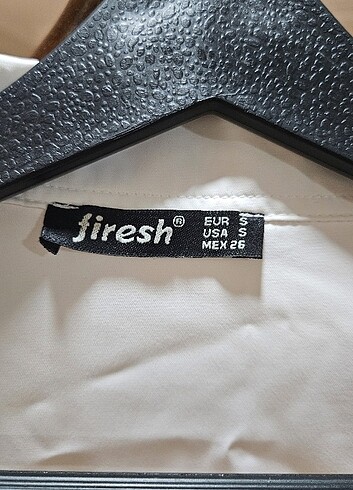 firesh®
EUR S
USA S
MEX 26